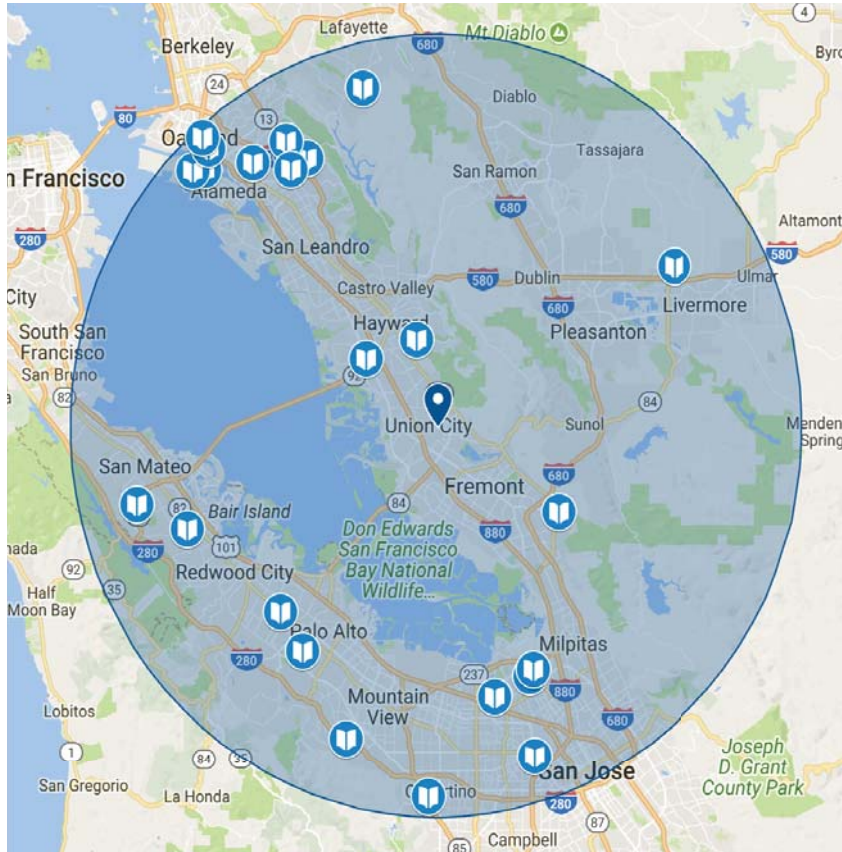 Lafayette
680
Mt Diablo
4
Berkeley
24
Diablo
80
13
Tassajara
n Francisco
Alameda
San Ramon
680
280
San Leandro
Altamont
580
City
Castro Valley
580
Dublin
Ulmar
Livermore
South San
Francisco
Hayward
680
Pleasanton
San Bruno
92
82
84
Union City
Sunol
Menden
Spring
San Mateo
680
Fremont
82
Bair Island
84
880
Don Edwards
San Francisco
Bay National
Wildlife...
280
101
92
35
Redwood City
Half
Moon Bay
Palo Alto
Milpitas
280
237
880
Mountain
View
680
Lobitos
1
84
35
San Jose
Joseph
D. Grant
County Park
San Gregorio
La Honda
280
87
85
Campbell